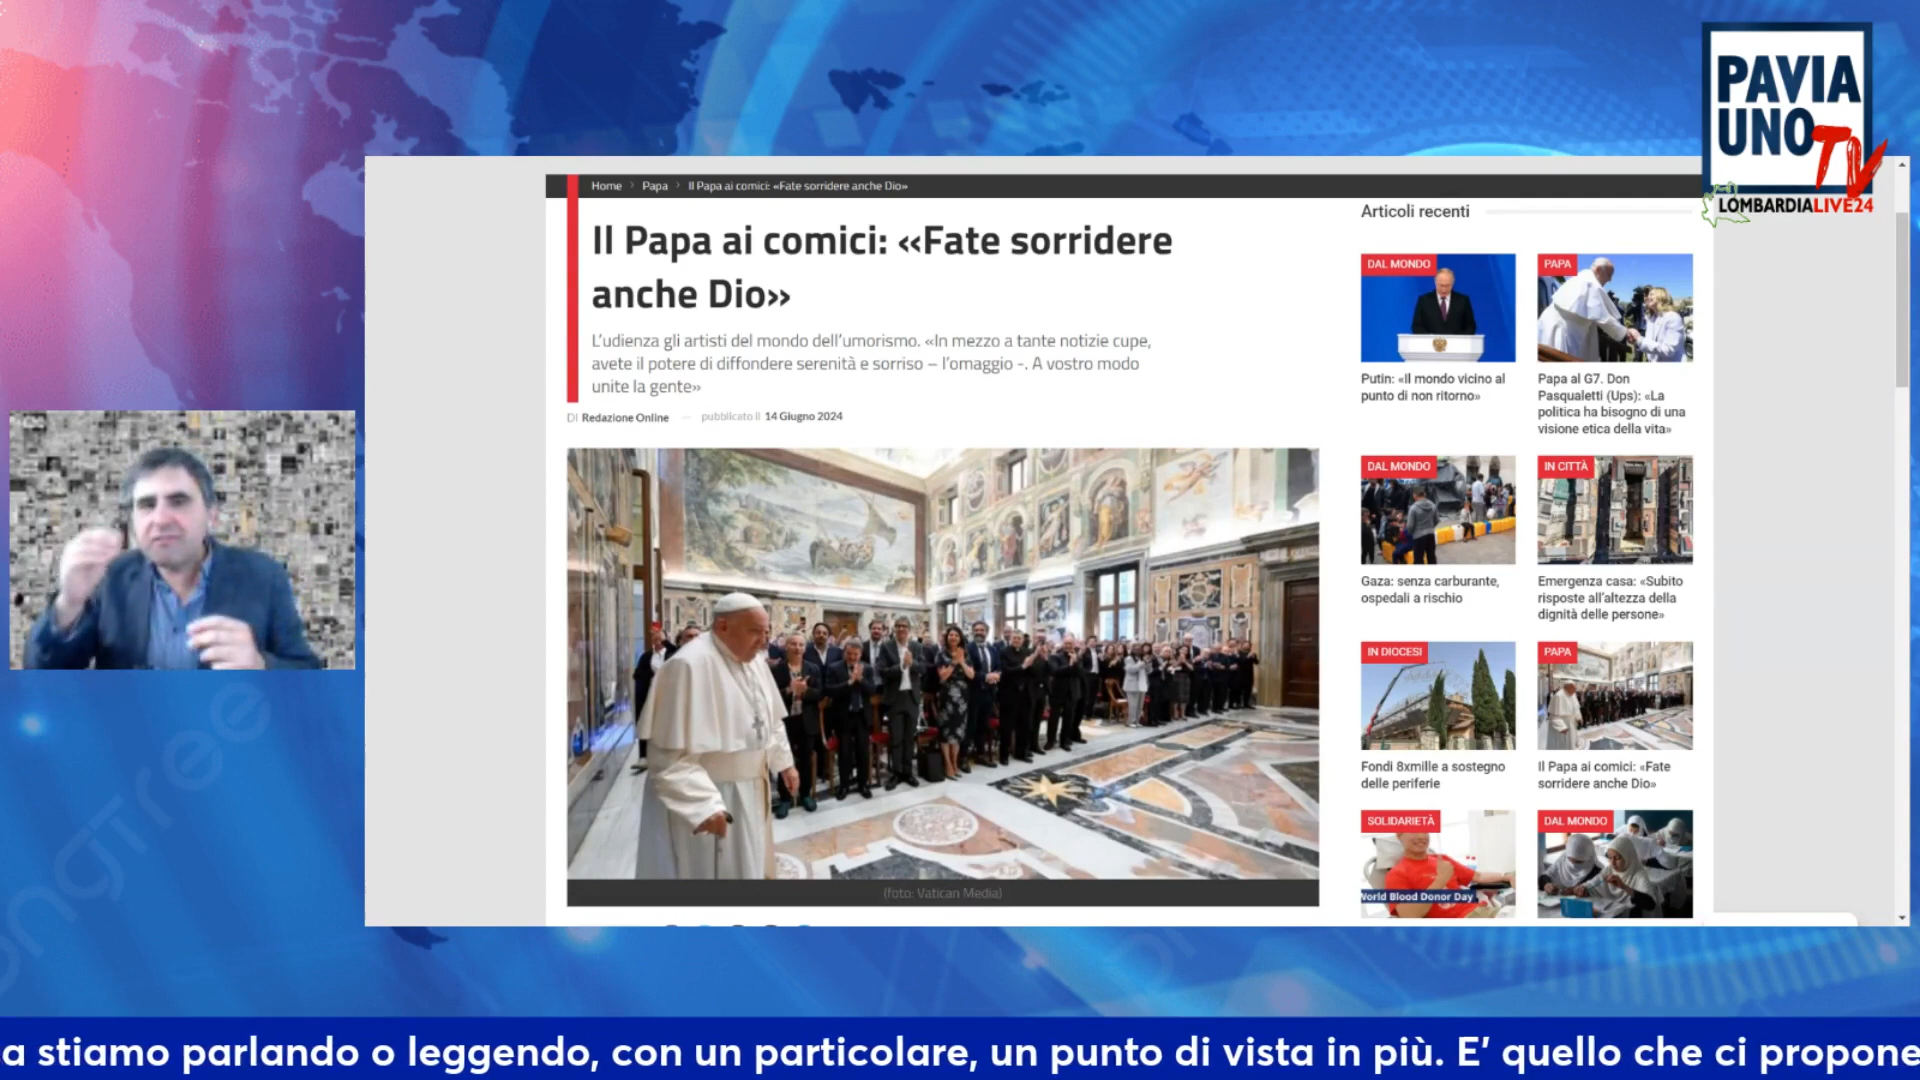 PAVIA
UNO
TV
LOMBARDIALIVE24
Home > Papa > Il Papa ai comici: «Fate sorridere anche Dio»
Il Papa ai comici: «Fate sorridere
anche Dio»
L'udienza gli artisti del mondo dell'umorismo. «In mezzo a tante notizie cupe,
avete il potere di diffondere serenità e sorriso – l'omaggio -. A vostro modo
unite la gente»
DI Redazione Online — pubblicato il 14 Giugno 2024
(foto: Vatican Media)
Articoli recenti
DAL MONDO
Putin: «Il mondo vicino al
punto di non ritorno»
PAPA
Papa al G7. Don
Pasqualetti (Ups): «La
politica ha bisogno di una
visione etica della vita»
DAL MONDO
Gaza: senza carburante,
ospedali a rischio
IN CITTÀ
Emergenza casa: «Subito
risposte all'altezza della
dignità delle persone»
IN DIOCESI
Fondi 8xmille a sostegno
delle periferie
PAPA
Il Papa ai comici: «Fate
sorridere anche Dio»
SOLIDARIETÀ
World Blood Donor Day
DAL MONDO
a stiamo parlando o leggendo, con un particolare, un punto di vista in più. E' quello che ci propone